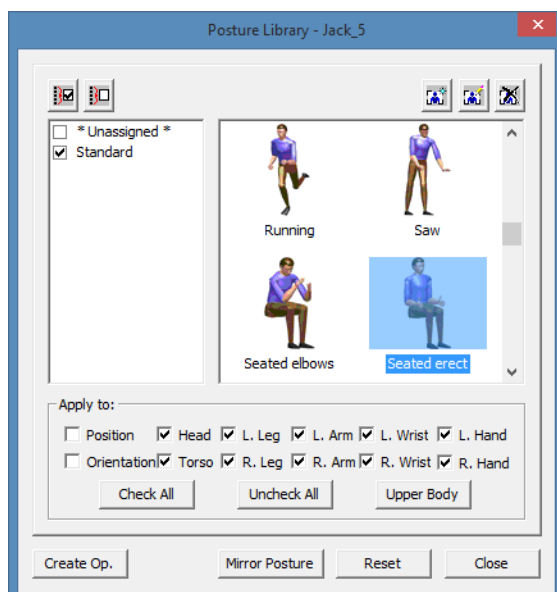 Posture Library - Jack_5
* Unassigned *
Standard
Running Saw
Seated elbows Seated erect
Apply to:
Position Head L. Leg L. Arm L. Wrist L. Hand
Orientation Torso R. Leg R. Arm R. Wrist R. Hand
Check All Uncheck All Upper Body
Create Op. Mirror Posture Reset Close